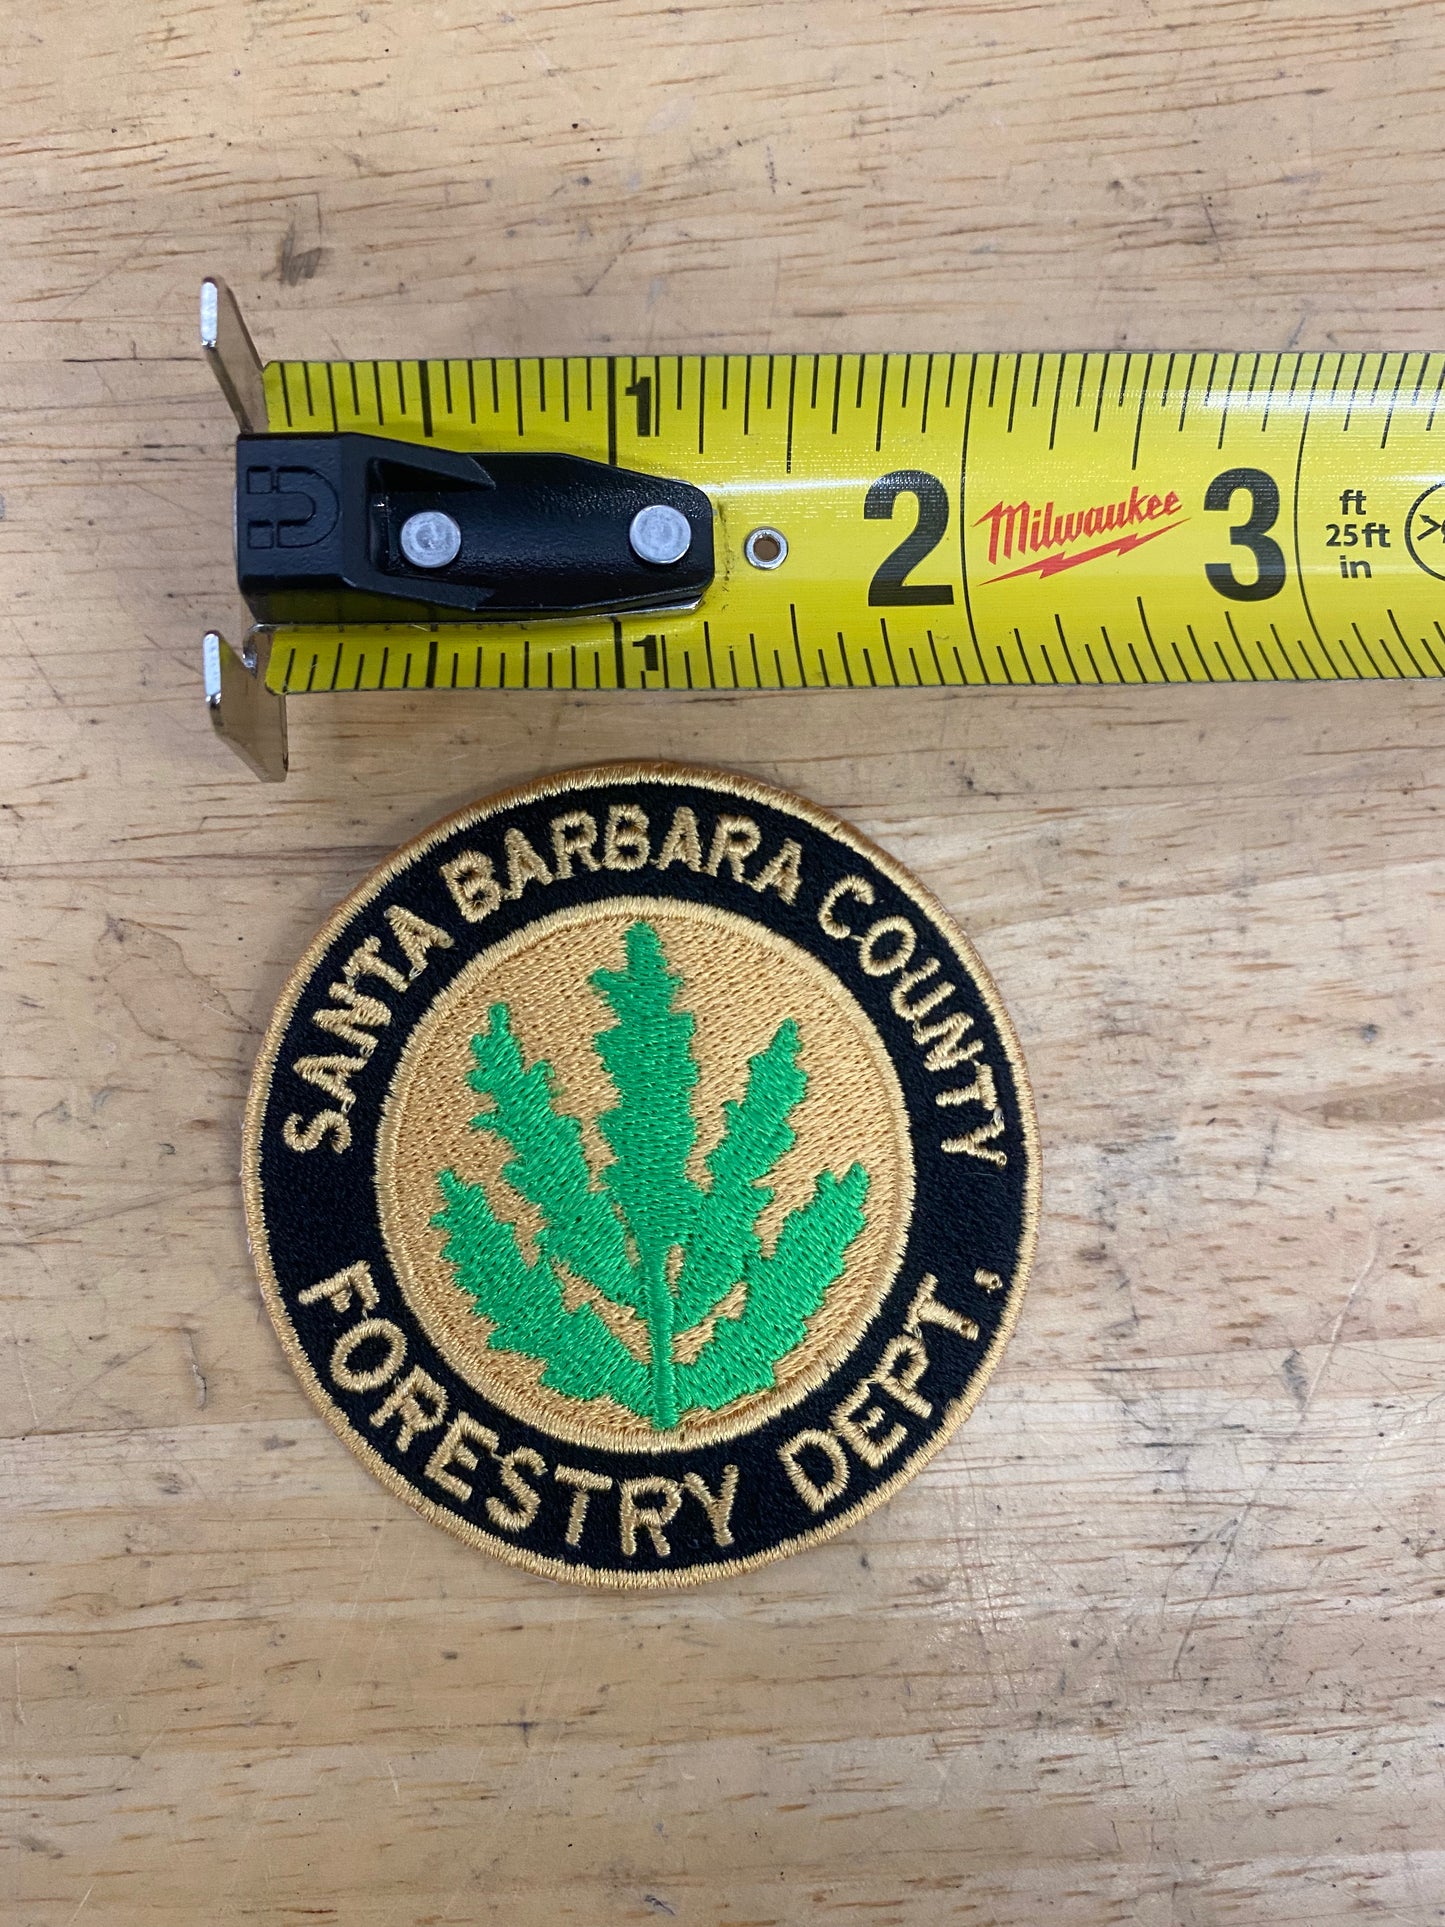 1
2
Milwaukee
3
ft
25ft
in
1
SANTA BARBARA COUNTY
FORESTRY DEPT.